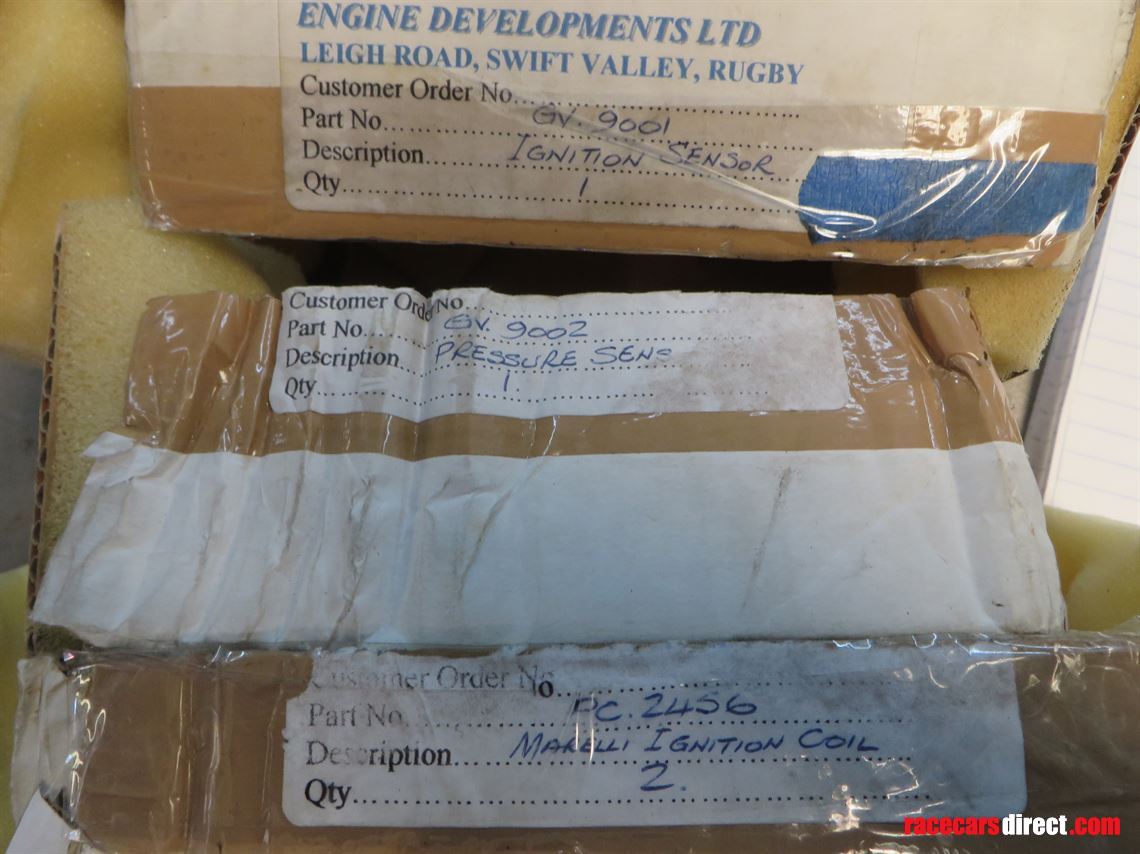 ENGINE DEVELOPMENTS LTD
LEIGH ROAD, SWIFT VALLEY, RUGBY
Customer Order No..............................
Part No............ GV. 9001
Description...... IGNITION SENSOR
Qty............ 1
Customer Order No...
Part No...... GV. 9002
Description... PRESSURE SENS
Qty............ 1.
Customer Order No...
Part No. PC. 2456
Description.... MARELLI IGNITION COIL
Qty............ 2.
racecarsdirect.com